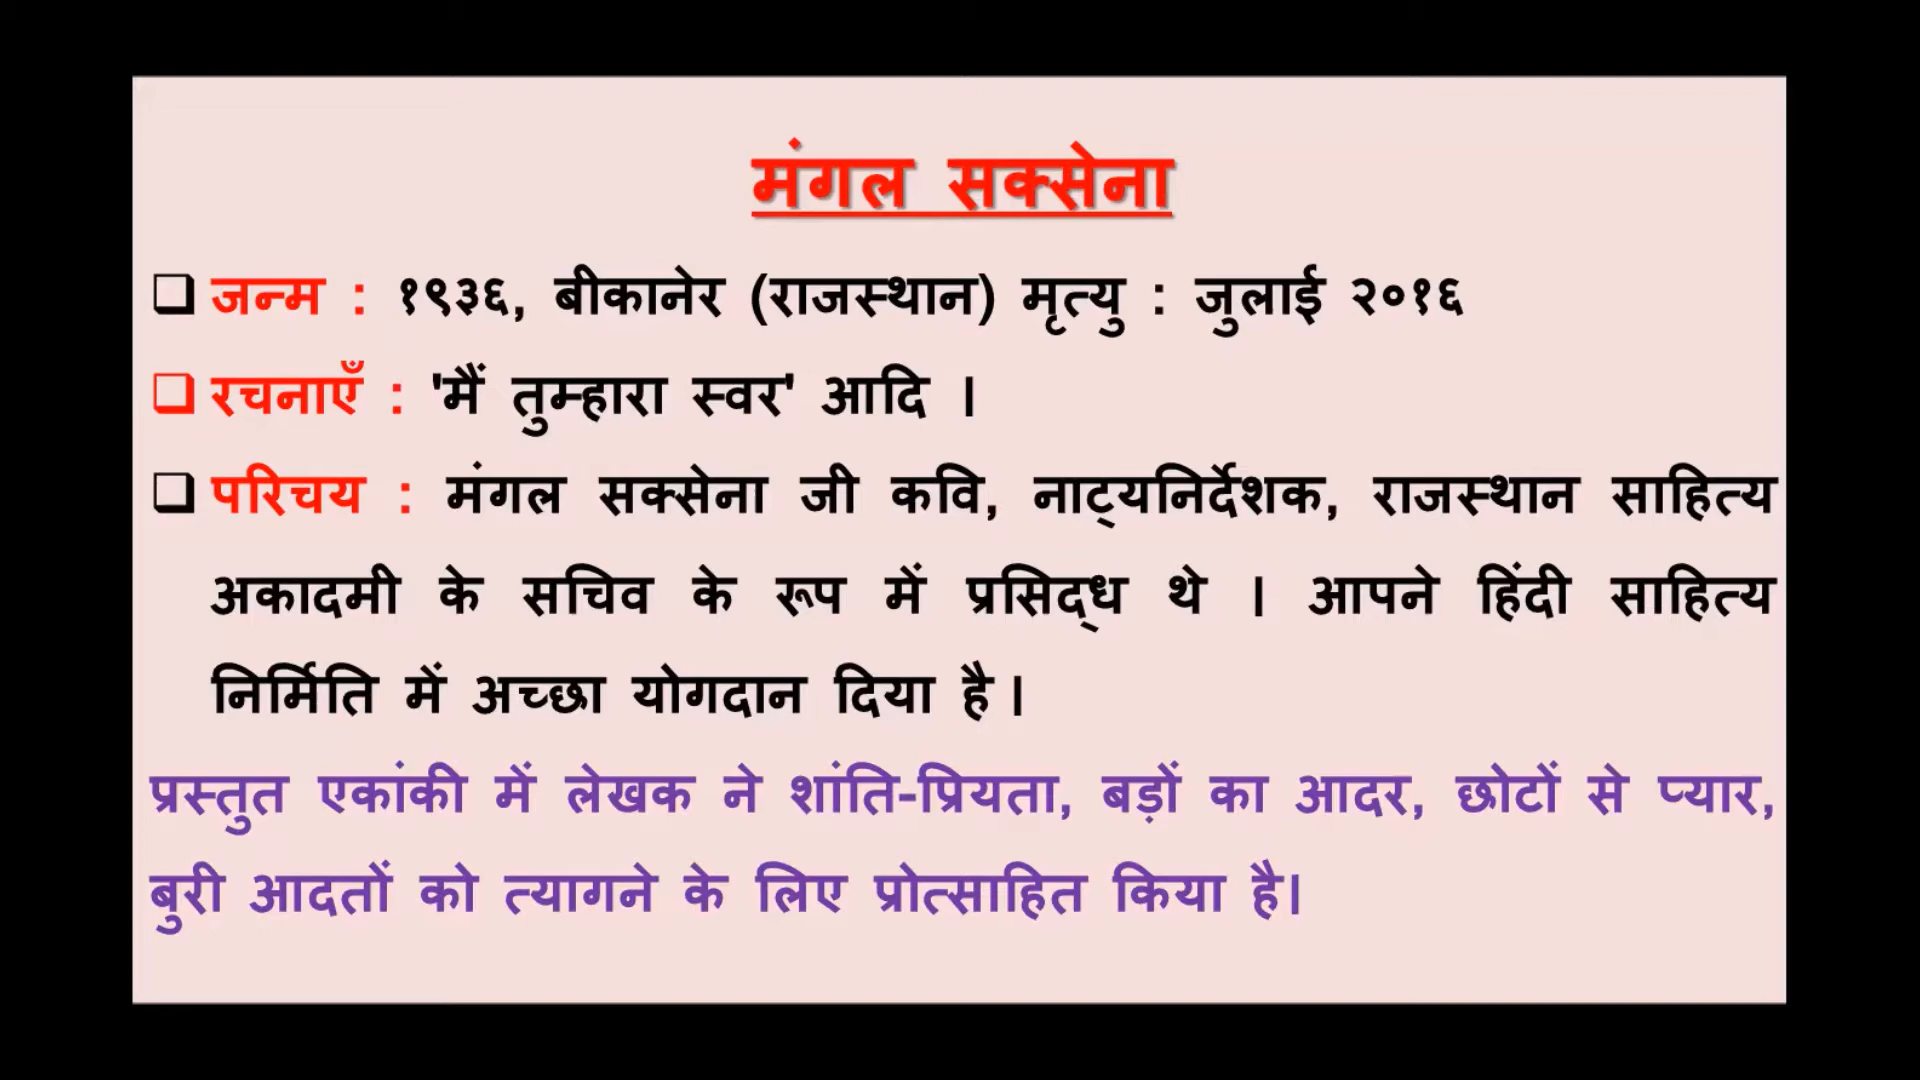 मंगल सक्सेना
जन्म : १९३६, बीकानेर (राजस्थान) मृत्यु : जुलाई २०१६
रचनाएँ : 'मैं तुम्हारा स्वर' आदि ।
परिचय : मंगल सक्सेना जी कवि, नाट्‌यनिर्देशक, राजस्थान साहित्य
अकादमी के सचिव के रूप में प्रसिद्‌ध थे । आपने हिंदी साहित्य
निर्मिति में अच्छा योगदान दिया है ।
प्रस्तुत एकांकी में लेखक ने शांति-प्रियता, बड़ों का आदर, छोटों से प्यार,
बुरी आदतों को त्यागने के लिए प्रोत्साहित किया है।